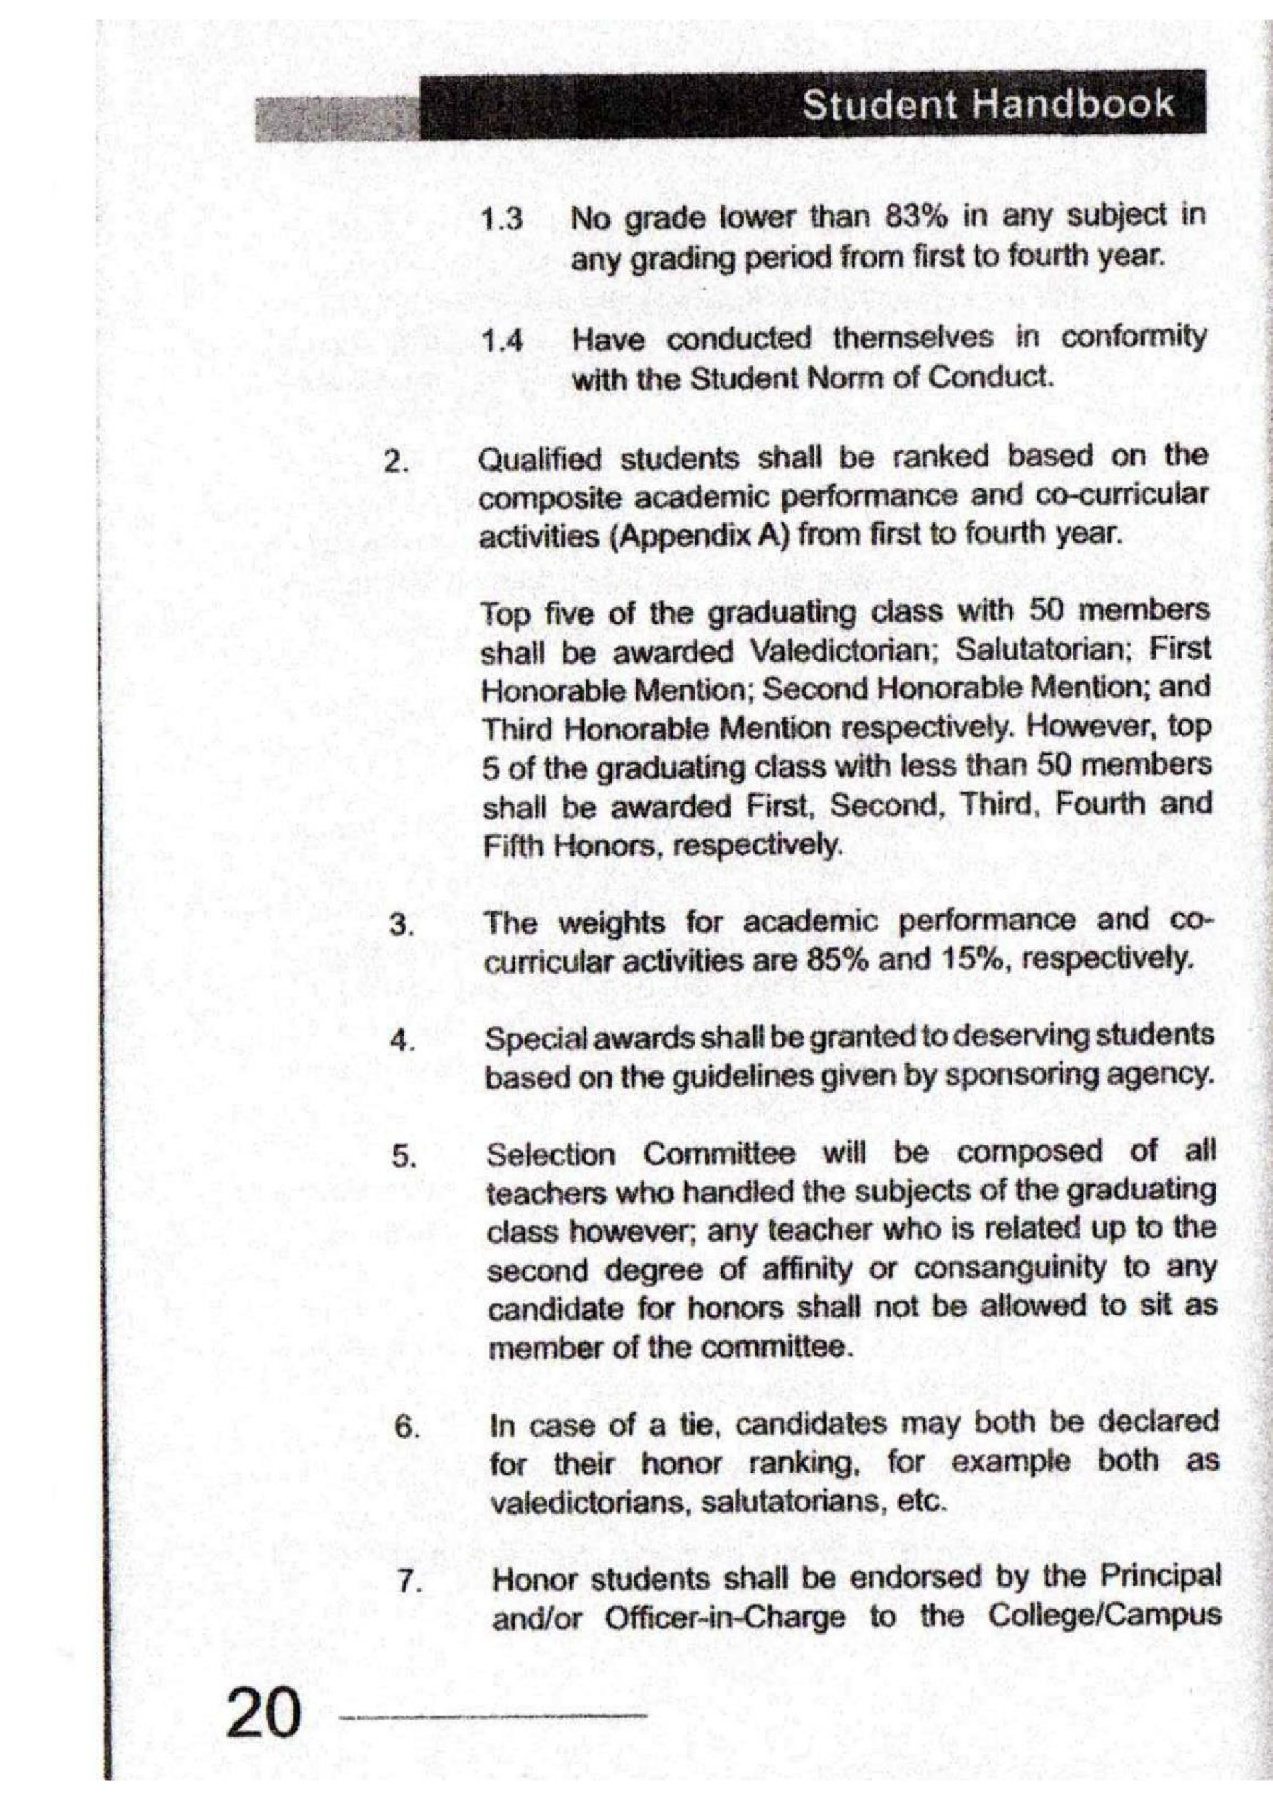 Student Handbook
1.3 No grade lower than 83% in any subject in
any grading period from first to fourth year.
1.4 Have conducted themselves in conformity
with the Student Norm of Conduct.
2. Qualified students shall be ranked based on the
composite academic performance and co-curricular
activities (Appendix A) from first to fourth year.
Top five of the graduating class with 50 members
shall be awarded Valedictorian; Salutatorian; First
Honorable Mention; Second Honorable Mention; and
Third Honorable Mention respectively. However, top
5 of the graduating class with less than 50 members
shall be awarded First, Second, Third, Fourth and
Fifth Honors, respectively.
3. The weights for academic performance and co-
curricular activities are 85% and 15%, respectively.
4. Special awards shall be granted to deserving students
based on the guidelines given by sponsoring agency.
5. Selection Committee will be composed of all
teachers who handled the subjects of the graduating
class however; any teacher who is related up to the
second degree of affinity or consanguinity to any
candidate for honors shall not be allowed to sit as
member of the committee.
6. In case of a tie, candidates may both be declared
for their honor ranking, for example both as
valedictorians, salutatorians, etc.
7. Honor students shall be endorsed by the Principal
and/or Officer-in-Charge to the College/Campus
20